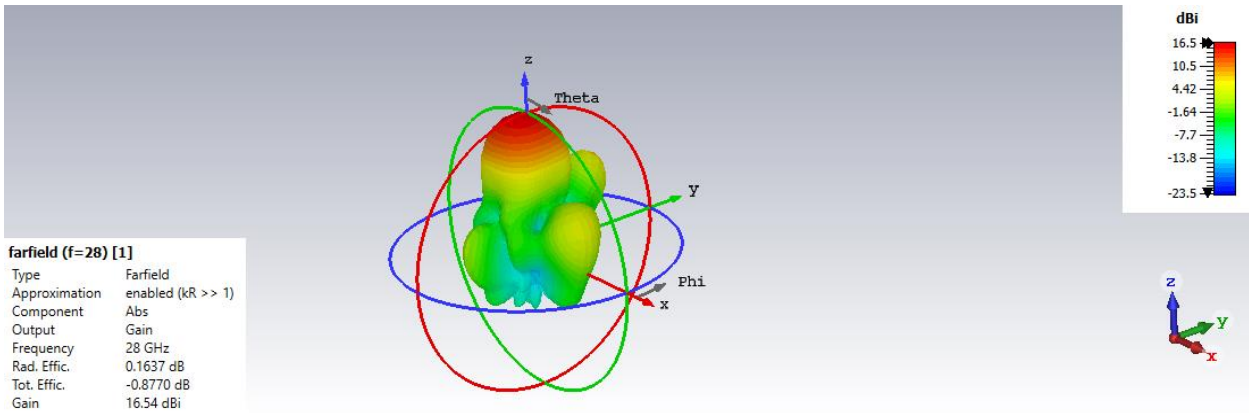 dBi
16.5
10.5
4.42
-1.64
-7.7
-13.8
-23.5
z
Theta
y
Phi
x
farfield (f=28) [1]
Type Farfield
Approximation enabled (kR >> 1)
Component Abs
Output Gain
Frequency 28 GHz
Rad. Effic. 0.1637 dB
Tot. Effic. -0.8770 dB
Gain 16.54 dBi
z
y
x